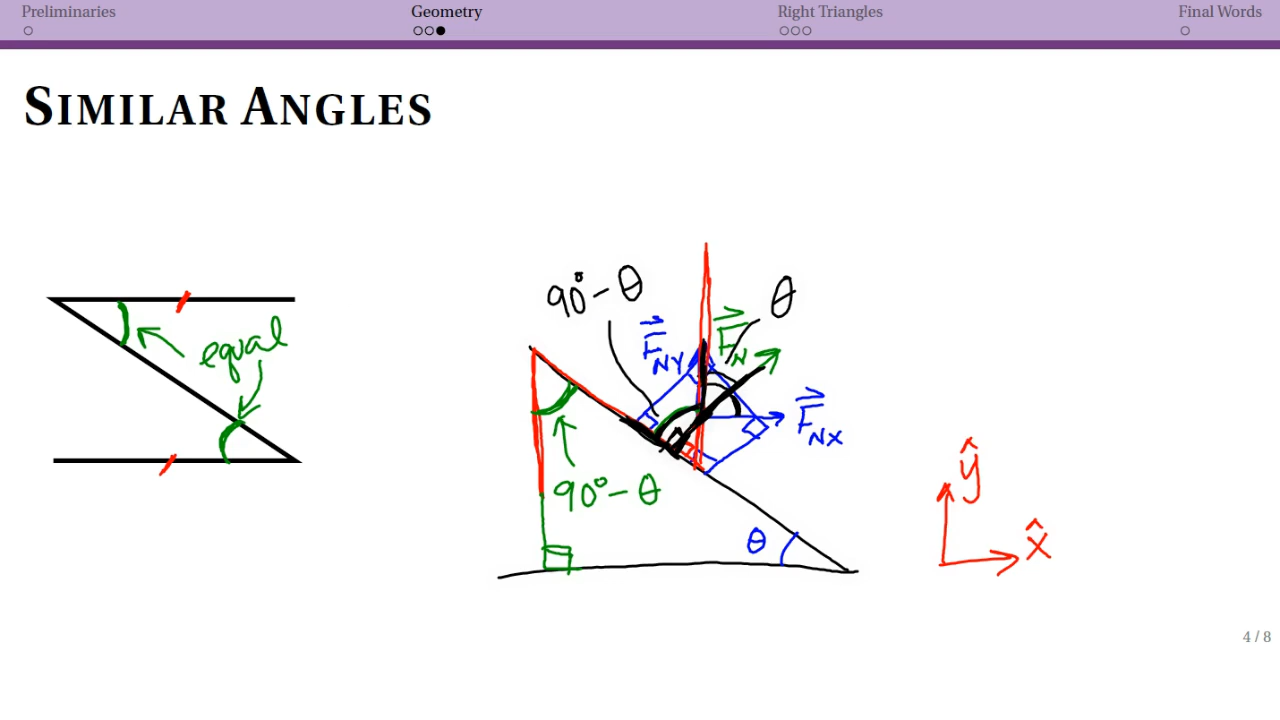 Preliminaries Geometry Right Triangles Final Words
SIMILAR ANGLES
equal
90° − θ
θ
F⃗NY
F⃗N
F⃗NX
90° − θ
θ
ŷ
x̂
4 / 8